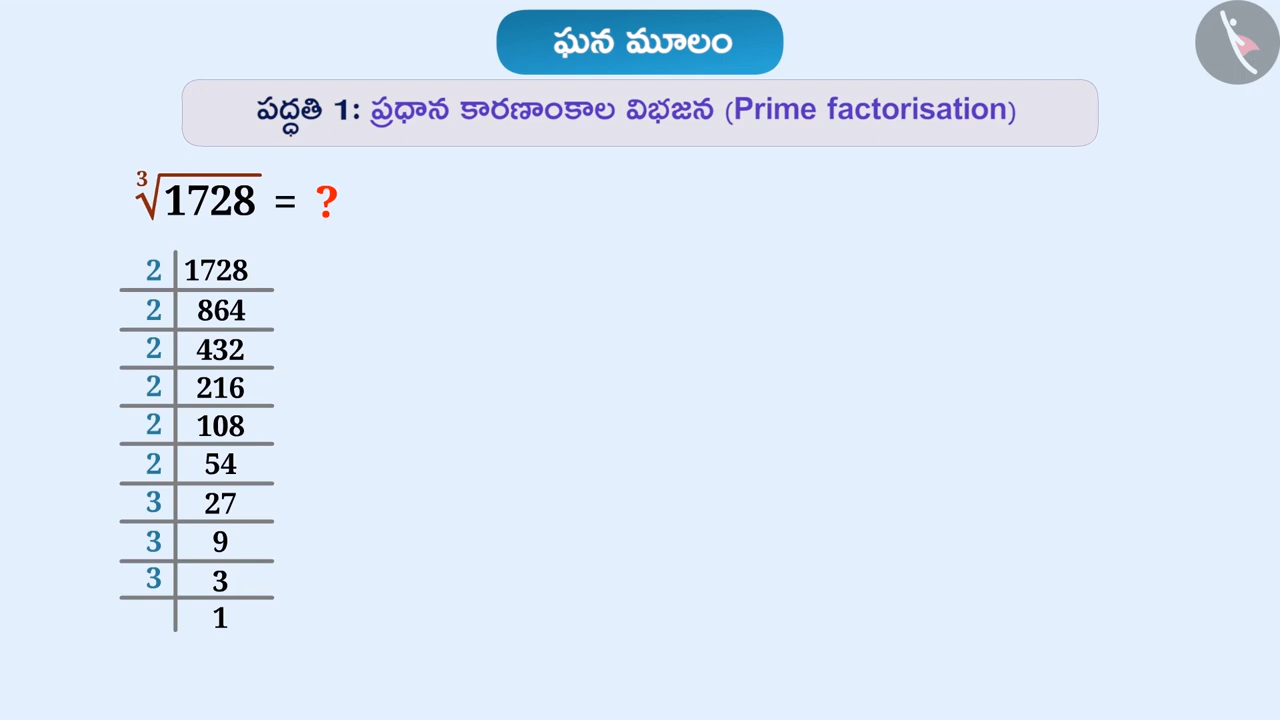 ఘన మూలం
పద్ధతి 1: ప్రధాన కారణాంకాల విభజన (Prime factorisation)
∛1728 = ?
2 | 1728
2 | 864
2 | 432
2 | 216
2 | 108
2 | 54
3 | 27
3 | 9
3 | 3
| 1